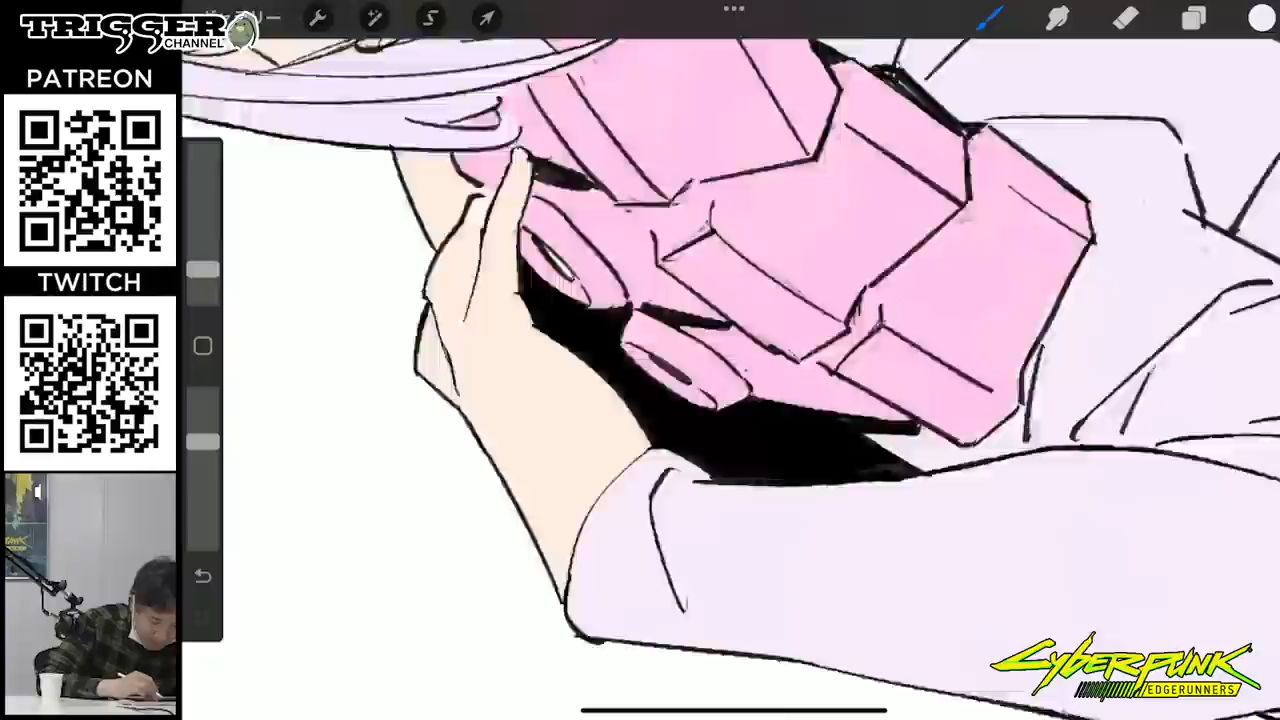 TRIGGER
CHANNEL
PATREON
TWITCH
CYBERPUNK
EDGERUNNERS